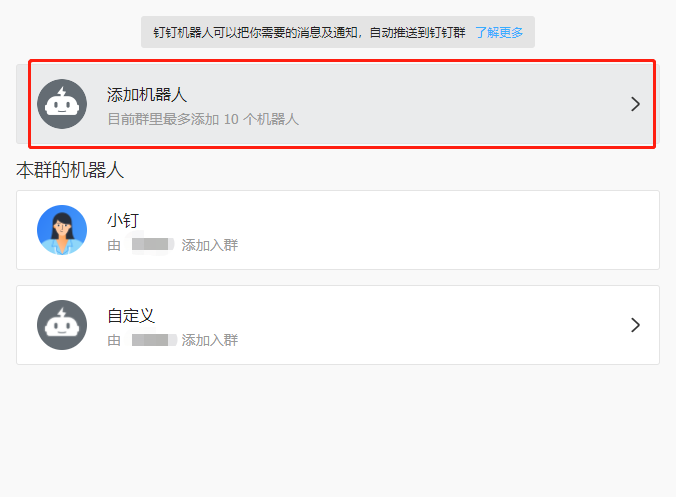 钉钉机器人可以把你需要的消息及通知，自动推送到钉钉群 了解更多
添加机器人
目前群里最多添加 10 个机器人
本群的机器人
小钉
由 添加入群
自定义
由 添加入群